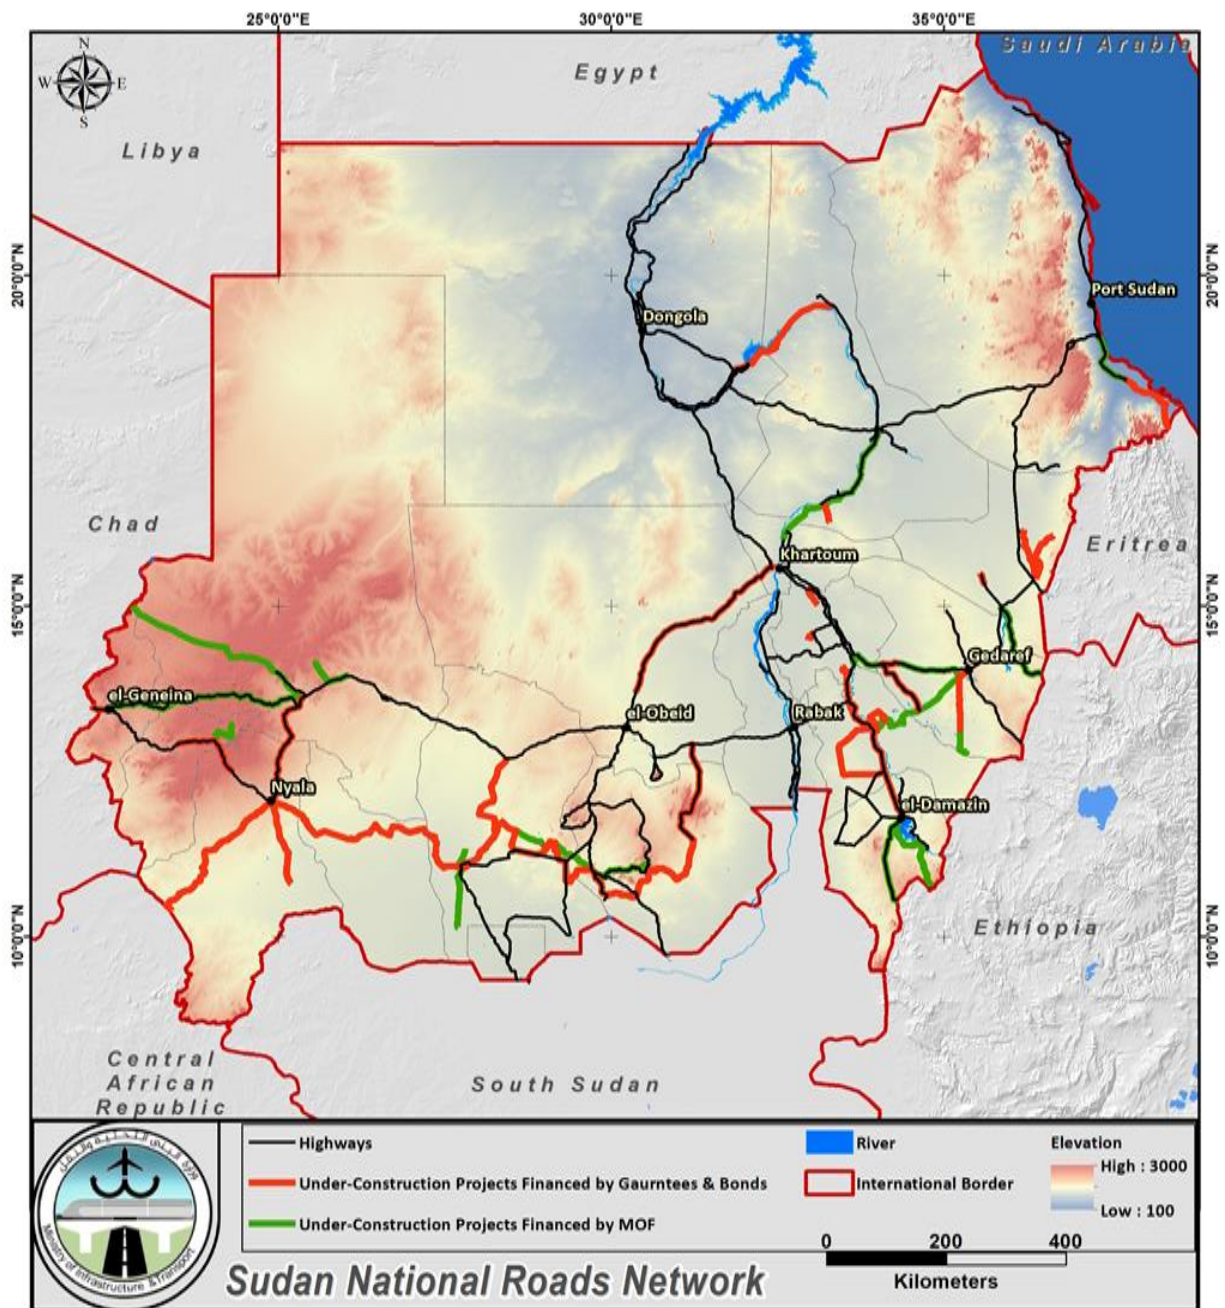 25°0'0"N
30°0'0"N
35°0'0"N
Saudi Arabia
N
W
E
S
Egypt
Libya
20°0'0"N
20°0'0"N
Port Sudan
Dongola
Chad
Khartoum
Eritrea
15°0'0"N
15°0'0"N
Gedaref
el-Geneina
el-Obeid
Rabak
Nyala
el-Damazin
10°0'0"N
10°0'0"N
Ethiopia
Central
African
Republic
South Sudan
Highways
Under-Construction Projects Financed by Gaurntees & Bonds
Under-Construction Projects Financed by MOF
River
International Border
Elevation
High : 3000
Low : 100
0
200
400
Kilometers
وزارة البنى التحتية والنقل
Ministry of Infrastructure & Transport
Sudan National Roads Network